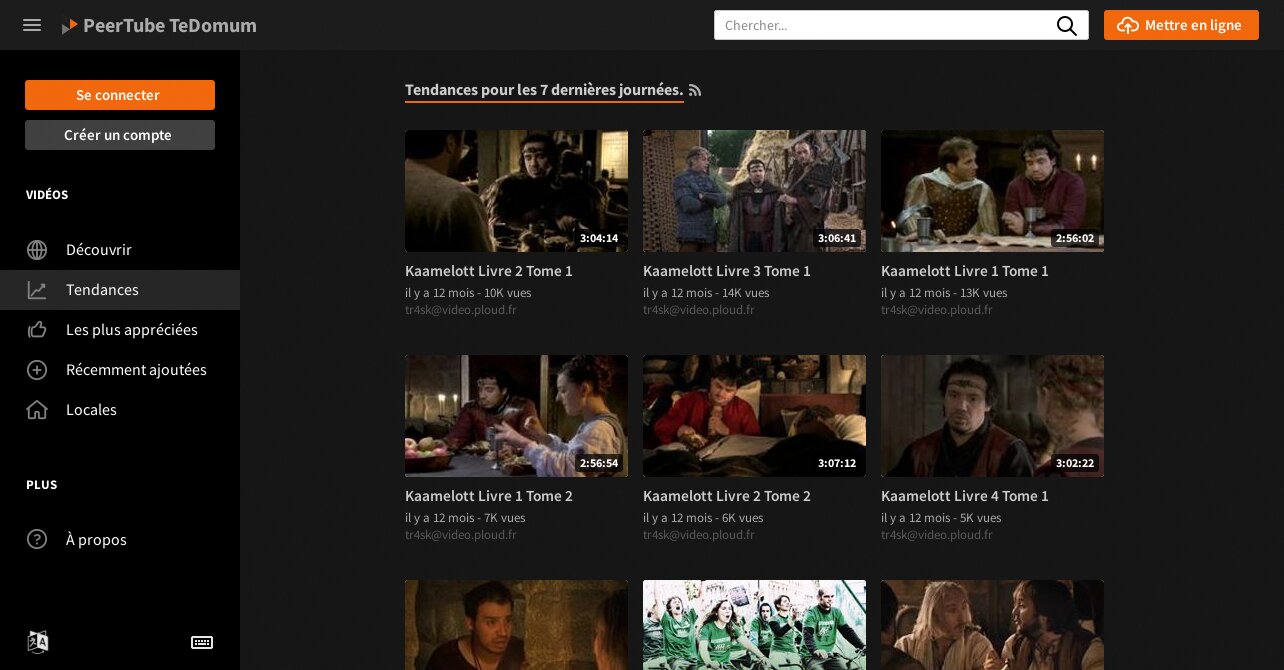 PeerTube TeDomum
Chercher...
Mettre en ligne
Se connecter
Créer un compte
VIDÉOS
Découvrir
Tendances
Les plus appréciées
Récemment ajoutées
Locales
PLUS
À propos
Tendances pour les 7 dernières journées.
3:04:14
3:06:41
2:56:02
Kaamelott Livre 2 Tome 1
il y a 12 mois - 10K vues
tr4sk@video.ploud.fr
Kaamelott Livre 3 Tome 1
il y a 12 mois - 14K vues
tr4sk@video.ploud.fr
Kaamelott Livre 1 Tome 1
il y a 12 mois - 13K vues
tr4sk@video.ploud.fr
2:56:54
3:07:12
3:02:22
Kaamelott Livre 1 Tome 2
il y a 12 mois - 7K vues
tr4sk@video.ploud.fr
Kaamelott Livre 2 Tome 2
il y a 12 mois - 6K vues
tr4sk@video.ploud.fr
Kaamelott Livre 4 Tome 1
il y a 12 mois - 5K vues
tr4sk@video.ploud.fr